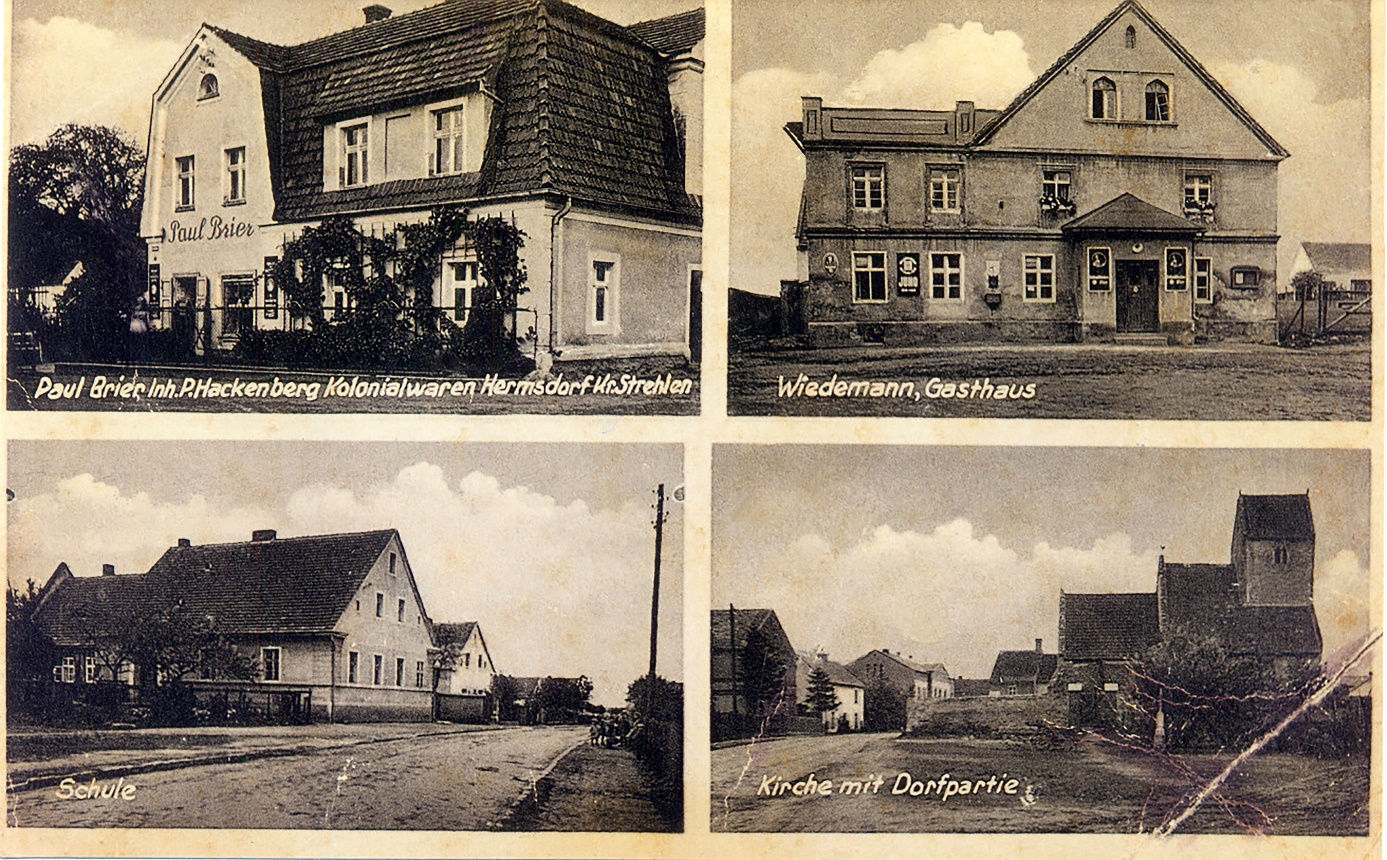 Paul Brier
Paul Brier, Inh. P. Hackenberg Kolonialwaren Hermsdorf Kr. Strehlen
Wiedemann, Gasthaus
Schule
Kirche mit Dorfpartie